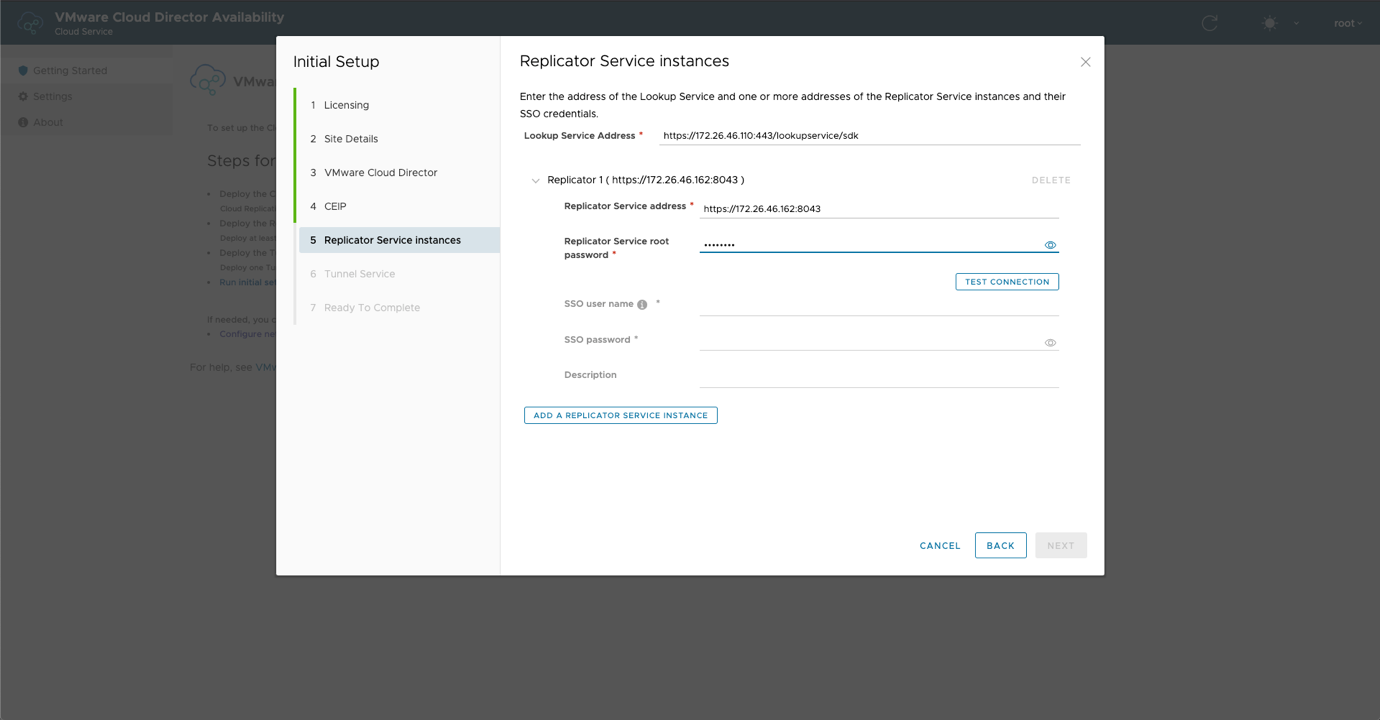 VMware Cloud Director Availability
Cloud Service
root
Getting Started
Settings
About
VMwa
To set up the Cl
Steps for
Deploy the C
Cloud Replica
Deploy the R
Deploy at leas
Deploy the T
Deploy one Tu
Run initial se
If needed, you c
Configure ne
For help, see VMw
Initial Setup
1 Licensing
2 Site Details
3 VMware Cloud Director
4 CEIP
5 Replicator Service instances
6 Tunnel Service
7 Ready To Complete
Replicator Service instances
Enter the address of the Lookup Service and one or more addresses of the Replicator Service instances and their
SSO credentials.
Lookup Service Address * https://172.26.46.110:443/lookupservice/sdk
Replicator 1 ( https://172.26.46.162:8043 ) DELETE
Replicator Service address * https://172.26.46.162:8043
Replicator Service root
password * ••••••••
TEST CONNECTION
SSO user name *
SSO password *
Description
ADD A REPLICATOR SERVICE INSTANCE
CANCEL BACK NEXT